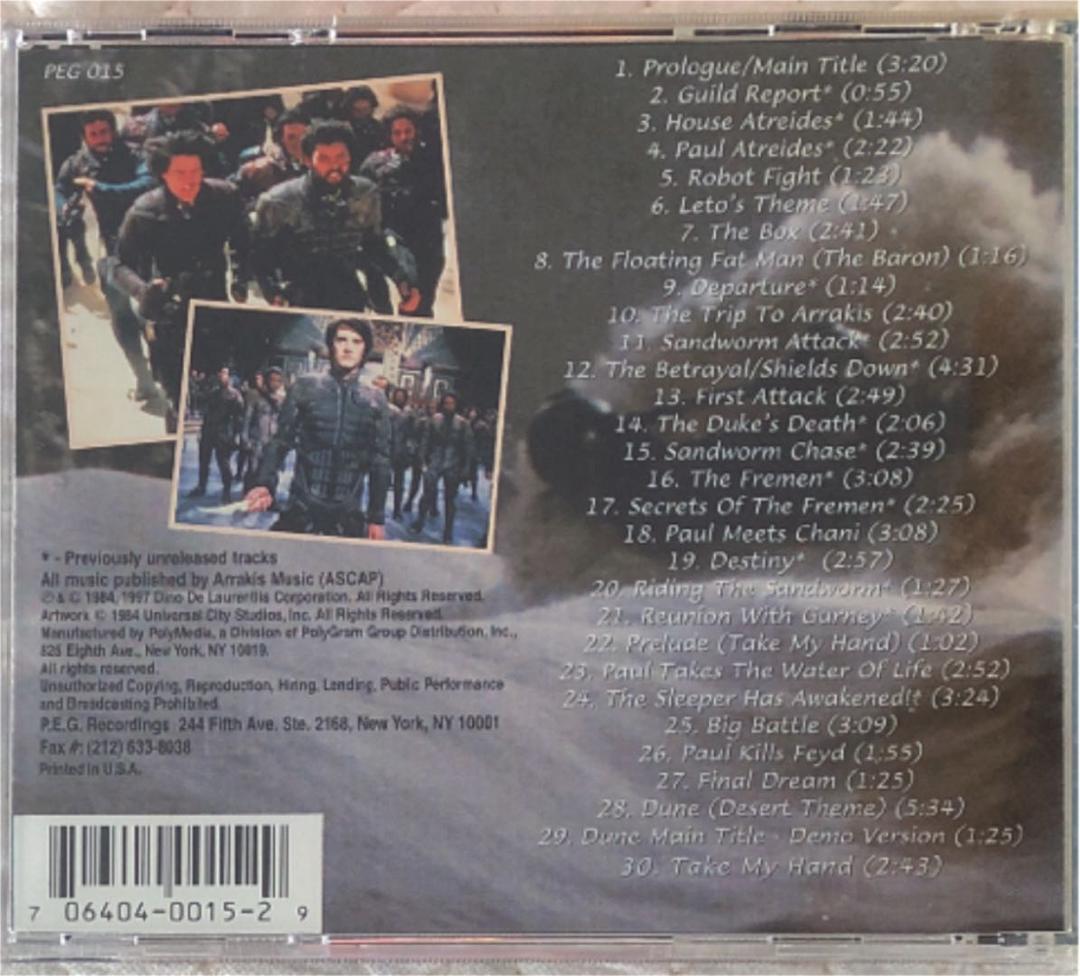 PEG 015
1. Prologue/Main Title (3:20)
2. Guild Report* (0:55)
3. House Atreides* (1:44)
4. Paul Atreides* (2:22)
5. Robot Fight (1:23)
6. Leto's Theme (1:47)
7. The Box (2:41)
8. The Floating Fat Man (The Baron) (1:16)
9. Departure* (1:14)
10. The Trip To Arrakis (2:40)
11. Sandworm Attack* (2:52)
12. The Betrayal/Shields Down* (4:31)
13. First Attack (2:49)
14. The Duke's Death* (2:06)
15. Sandworm Chase* (2:39)
16. The Fremen* (3:08)
17. Secrets Of The Fremen* (2:25)
18. Paul Meets Chani (3:08)
19. Destiny* (2:57)
20. Riding The Sandworm* (1:27)
21. Reunion With Gurney* (1:42)
22. Prelude (Take My Hand) (1:02)
23. Paul Takes The Water Of Life (2:52)
24. The Sleeper Has Awakened!* (3:24)
25. Big Battle (3:09)
26. Paul Kills Feyd (1:55)
27. Final Dream (1:25)
28. Dune (Desert Theme) (5:34)
29. Dune Main Title - Demo Version (1:25)
30. Take My Hand (2:43)
* - Previously unreleased tracks
All music published by Arrakis Music (ASCAP)
℗ & © 1984, 1997 Dino De Laurentiis Corporation. All Rights Reserved.
Artwork © 1984 Universal City Studios, Inc. All Rights Reserved.
Manufactured by PolyMedia, a Division of PolyGram Group Distribution, Inc.,
825 Eighth Ave., New York, NY 10019.
All rights reserved.
Unauthorized Copying, Reproduction, Hiring, Lending, Public Performance
and Broadcasting Prohibited.
P.E.G. Recordings 244 Fifth Ave. Ste. 2168, New York, NY 10001
Fax #: (212) 633-8038
Printed in U.S.A.
7 06404-0015-2 9